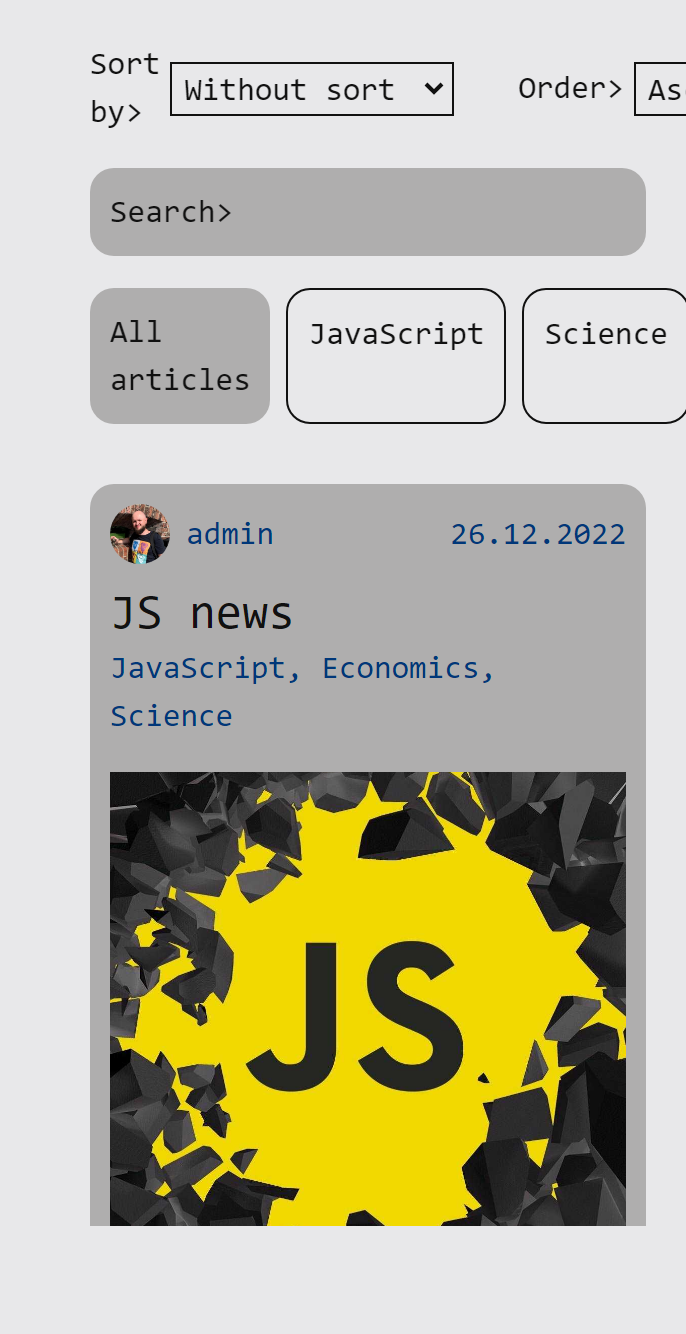 Sort by>
Without sort
Order>
Search>
All articles
JavaScript
Science
admin
26.12.2022
JS news
JavaScript, Economics,
Science
JS